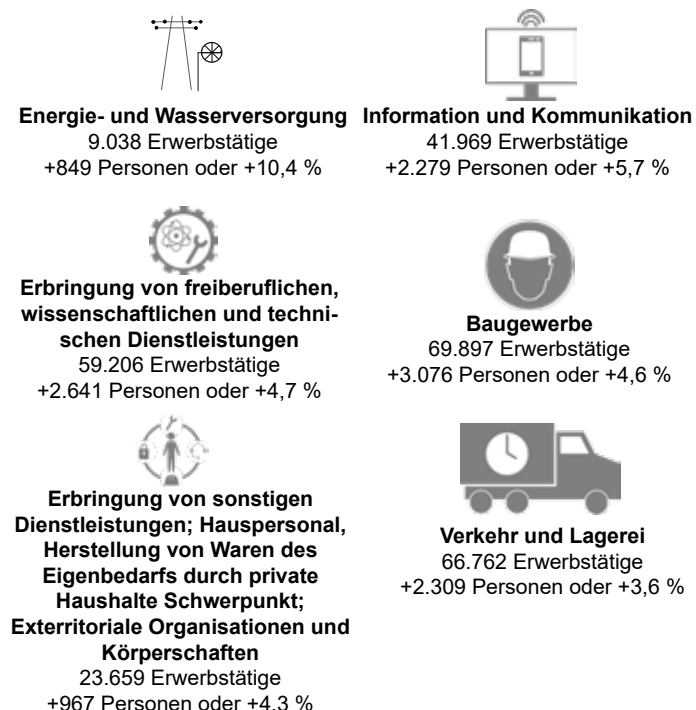 Energie- und Wasserversorgung
9.038 Erwerbstätige
+849 Personen oder +10,4 %
Information und Kommunikation
41.969 Erwerbstätige
+2.279 Personen oder +5,7 %
Erbringung von freiberuflichen,
wissenschaftlichen und techni-
schen Dienstleistungen
59.206 Erwerbstätige
+2.641 Personen oder +4,7 %
Baugewerbe
69.897 Erwerbstätige
+3.076 Personen oder +4,6 %
Erbringung von sonstigen
Dienstleistungen; Hauspersonal,
Herstellung von Waren des
Eigenbedarfs durch private
Haushalte Schwerpunkt;
Exterritoriale Organisationen und
Körperschaften
23.659 Erwerbstätige
+967 Personen oder +4,3 %
Verkehr und Lagerei
66.762 Erwerbstätige
+2.309 Personen oder +3,6 %